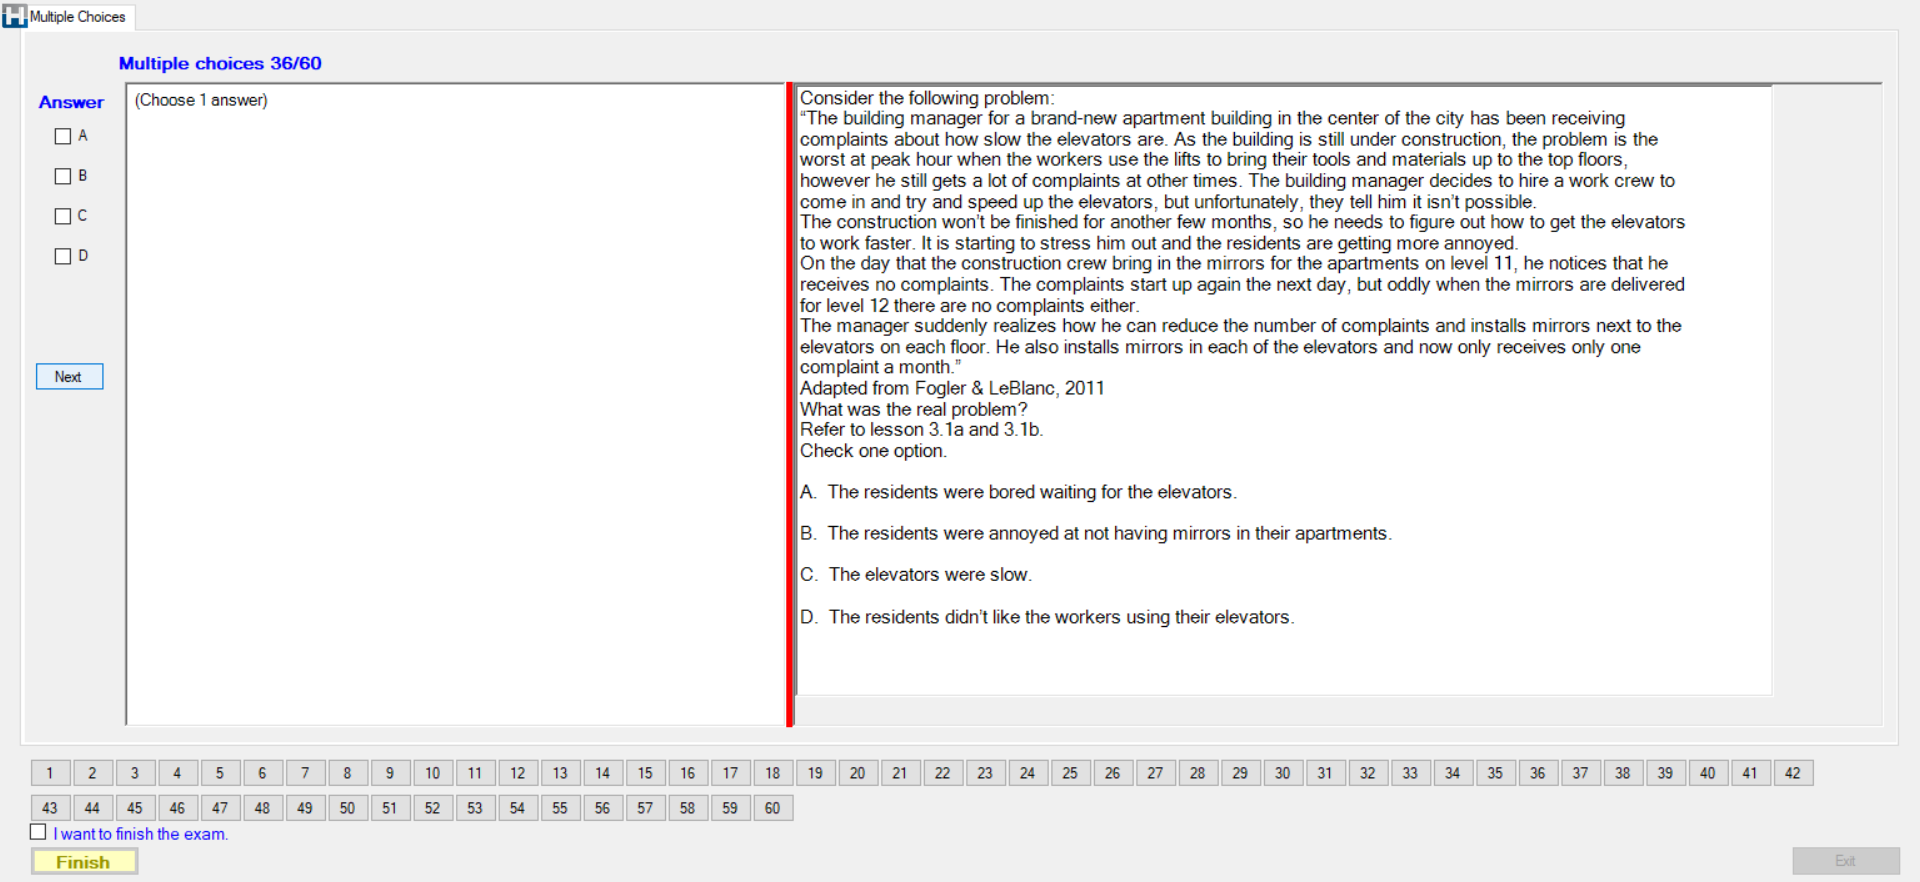 Multiple Choices
Multiple choices 36/60
Answer
A
B
C
D
Next
(Choose 1 answer)
Consider the following problem:
“The building manager for a brand-new apartment building in the center of the city has been receiving
complaints about how slow the elevators are. As the building is still under construction, the problem is the
worst at peak hour when the workers use the lifts to bring their tools and materials up to the top floors,
however he still gets a lot of complaints at other times. The building manager decides to hire a work crew to
come in and try and speed up the elevators, but unfortunately, they tell him it isn’t possible.
The construction won’t be finished for another few months, so he needs to figure out how to get the elevators
to work faster. It is starting to stress him out and the residents are getting more annoyed.
On the day that the construction crew bring in the mirrors for the apartments on level 11, he notices that he
receives no complaints. The complaints start up again the next day, but oddly when the mirrors are delivered
for level 12 there are no complaints either.
The manager suddenly realizes how he can reduce the number of complaints and installs mirrors next to the
elevators on each floor. He also installs mirrors in each of the elevators and now only receives only one
complaint a month.”
Adapted from Fogler & LeBlanc, 2011
What was the real problem?
Refer to lesson 3.1a and 3.1b.
Check one option.
A. The residents were bored waiting for the elevators.
B. The residents were annoyed at not having mirrors in their apartments.
C. The elevators were slow.
D. The residents didn’t like the workers using their elevators.
1 2 3 4 5 6 7 8 9 10 11 12 13 14 15 16 17 18 19 20 21 22 23 24 25 26 27 28 29 30 31 32 33 34 35 36 37 38 39 40 41 42
43 44 45 46 47 48 49 50 51 52 53 54 55 56 57 58 59 60
I want to finish the exam.
Finish
Exit